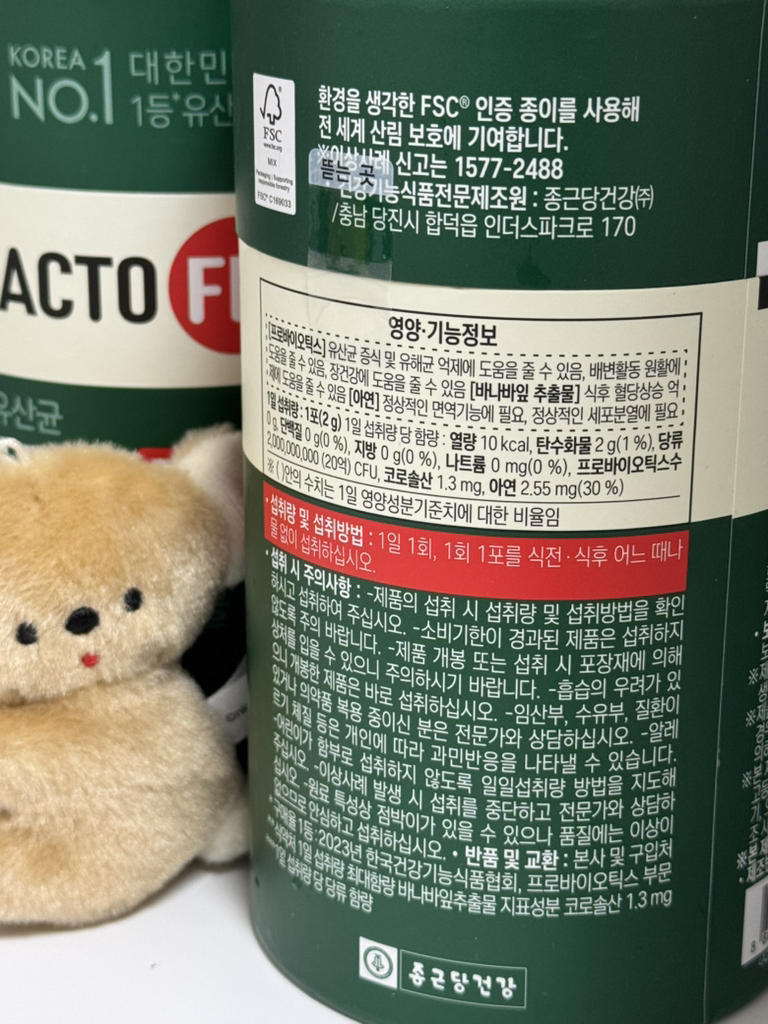 KOREA
NO.1
대한민
1등*유산
ACTO
유산균
FSC
www.fsc.org
MIX
Packaging | Supporting
responsible forestry
FSC® C169033
환경을 생각한 FSC® 인증 종이를 사용해
전 세계 산림 보호에 기여합니다.
※이상사례 신고는 1577-2488
뜯는 곳
건강기능식품전문제조원 : 종근당건강(주)
/충남 당진시 합덕읍 인더스파크로 170
영양·기능정보
[프로바이오틱스] 유산균 증식 및 유해균 억제에 도움을 줄 수 있음, 배변활동 원활에
도움을 줄 수 있음, 장건강에 도움을 줄 수 있음 [바나바잎 추출물] 식후 혈당상승 억
제에 도움을 줄 수 있음 [아연] 정상적인 면역기능에 필요, 정상적인 세포분열에 필요
1일 섭취량 : 1포(2 g) 1일 섭취량 당 함량 : 열량 10 kcal, 탄수화물 2 g(1 %), 당류
0 g, 단백질 0 g(0 %), 지방 0 g(0 %), 나트륨 0 mg(0 %), 프로바이오틱스수
2,000,000,000 (20억) CFU, 코로솔산 1.3 mg, 아연 2.55 mg(30 %)
※ ( )안의 수치는 1일 영양성분기준치에 대한 비율임
• 섭취량 및 섭취방법 : 1일 1회, 1회 1포를 식전 · 식후 어느 때나
물 없이 섭취하십시오.
• 섭취 시 주의사항 : -제품의 섭취 시 섭취량 및 섭취방법을 확인
하시고 섭취하여 주십시오. -소비기한이 경과된 제품은 섭취하지
않도록 주의 바랍니다. -제품 개봉 또는 섭취 시 포장재에 의해
상처를 입을 수 있으니 주의하시기 바랍니다. -흡습의 우려가 있
으니 개봉한 제품은 바로 섭취하십시오. -임산부, 수유부, 질환이
있거나 의약품 복용 중이신 분은 전문가와 상담하십시오. -알레
르기 체질 등은 개인에 따라 과민반응을 나타낼 수 있습니다.
-어린이가 함부로 섭취하지 않도록 일일섭취량 방법을 지도해
주십시오. -이상사례 발생 시 섭취를 중단하고 전문가와 상담하
십시오. -원료 특성상 점박이가 있을 수 있으나 품질에는 이상이
없으므로 안심하고 섭취하십시오. • 반품 및 교환 : 본사 및 구입처
*구매율 1등 : 2023년 한국건강기능식품협회, 프로바이오틱스 부문
**식약처 1일 섭취량 최대함량 바나바잎추출물 지표성분 코로솔산 1.3 mg
***1일 섭취량 당 당류 함량
종근당건강